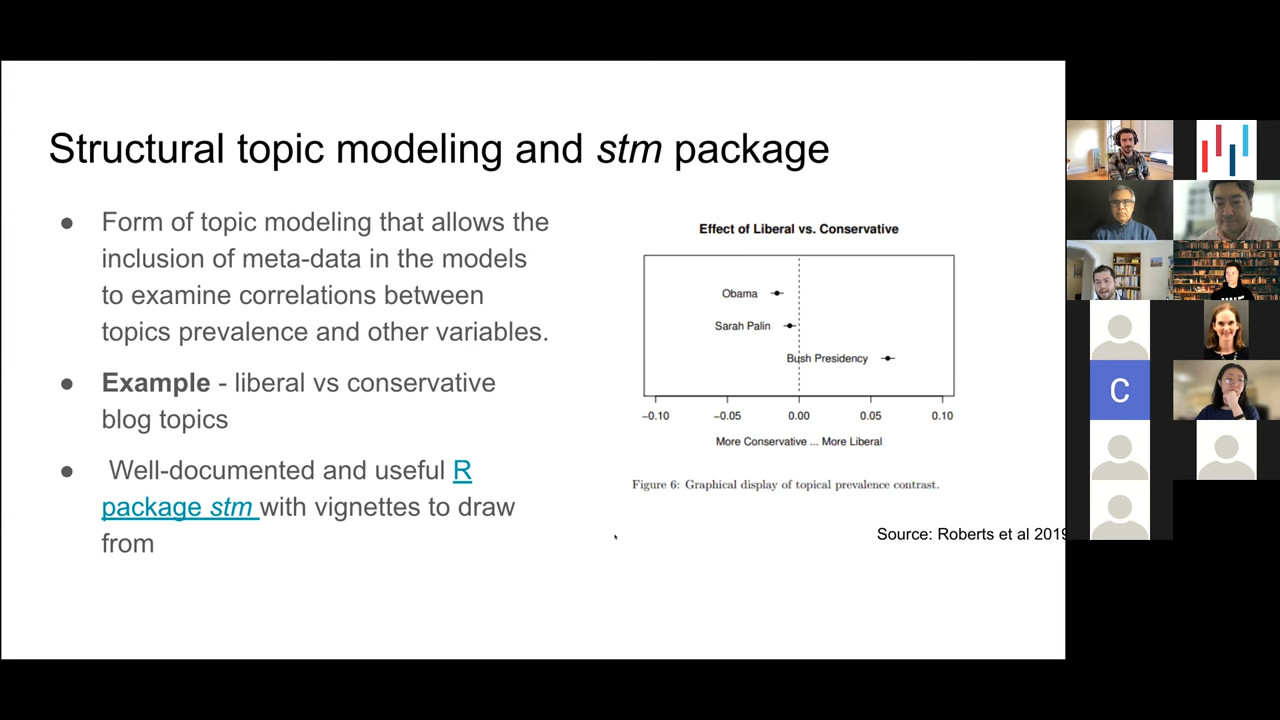 Structural topic modeling and stm package
● Form of topic modeling that allows the
inclusion of meta-data in the models
to examine correlations between
topics prevalence and other variables.
● Example - liberal vs conservative
blog topics
● Well-documented and useful R
package stm with vignettes to draw
from
Effect of Liberal vs. Conservative
Obama
Sarah Palin
Bush Presidency
−0.10 −0.05 0.00 0.05 0.10
More Conservative ... More Liberal
Figure 6: Graphical display of topical prevalence contrast.
Source: Roberts et al 2019
C